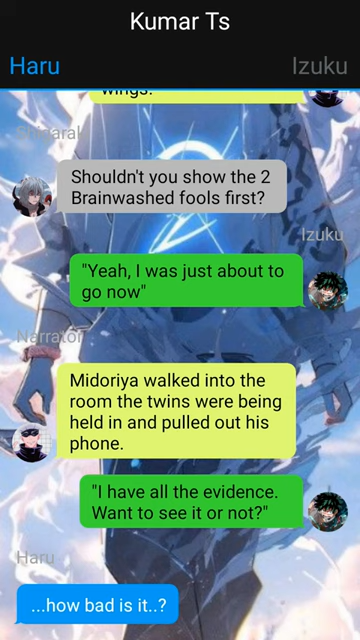 Kumar Ts
Haru
Izuku
wings.
Shigaraki
Shouldn't you show the 2
Brainwashed fools first?
Izuku
"Yeah, I was just about to
go now"
Narrator
Midoriya walked into the
room the twins were being
held in and pulled out his
phone.
"I have all the evidence.
Want to see it or not?"
Haru
...how bad is it..?